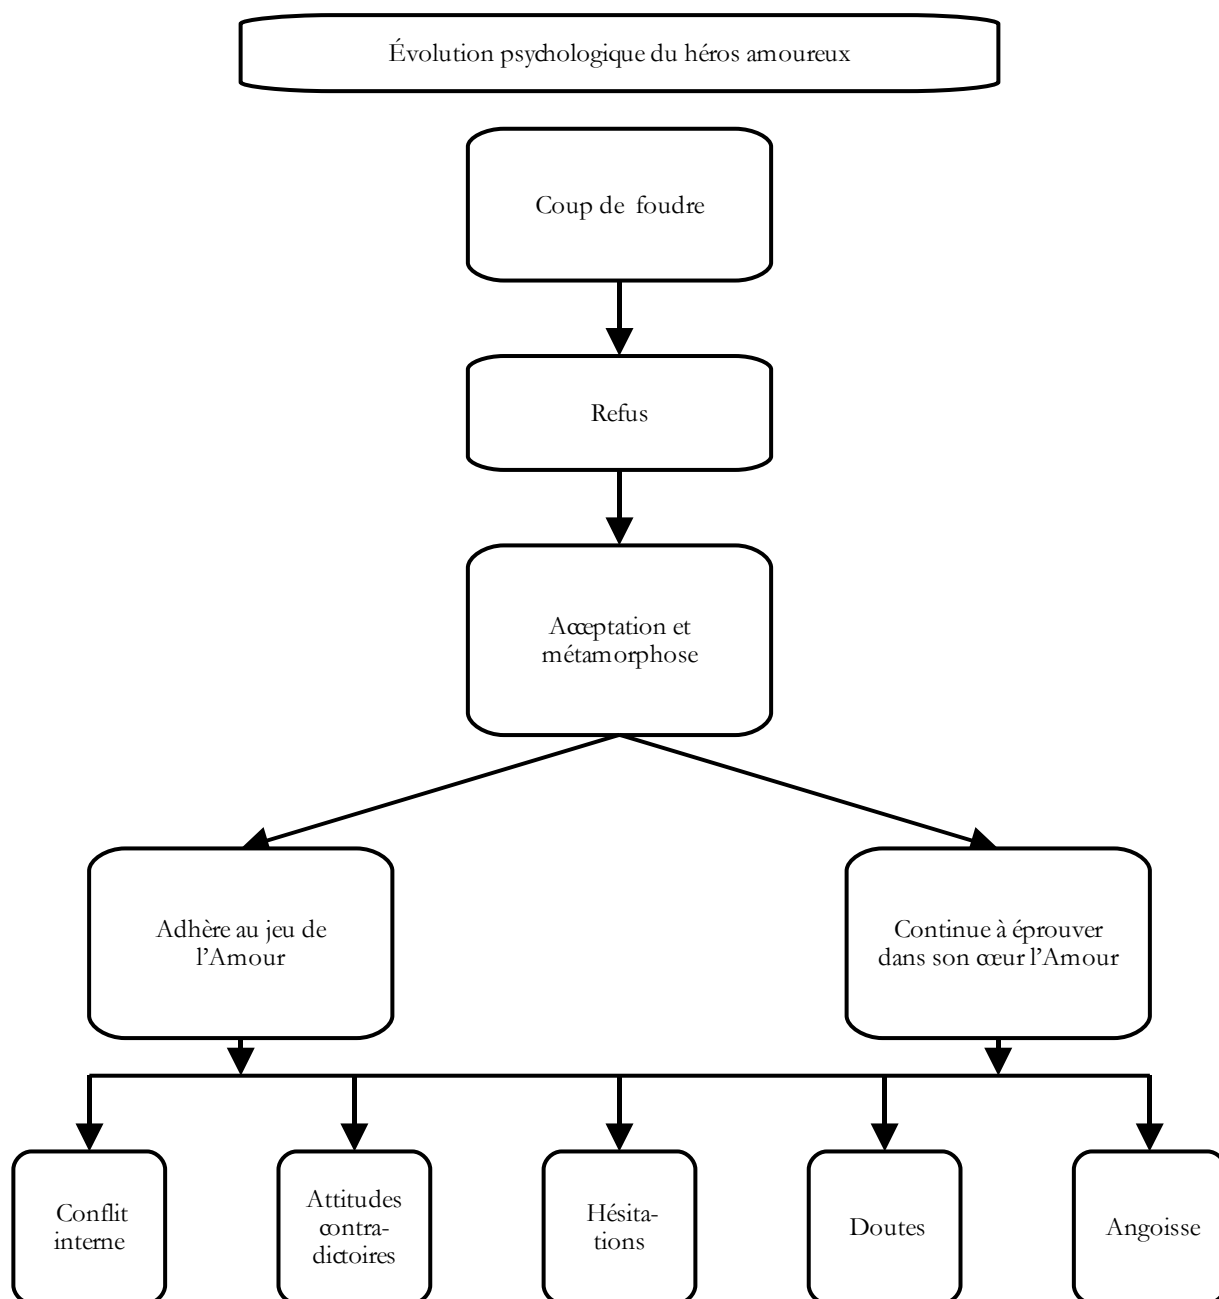 Évolution psychologique du héros amoureux
Coup de foudre
Refus
Acceptation et
métamorphose
Adhère au jeu de
l’Amour
Continue à éprouver
dans son cœur l’Amour
Conflit
interne
Attitudes
contra-
dictoires
Hésita-
tions
Doutes
Angoisse